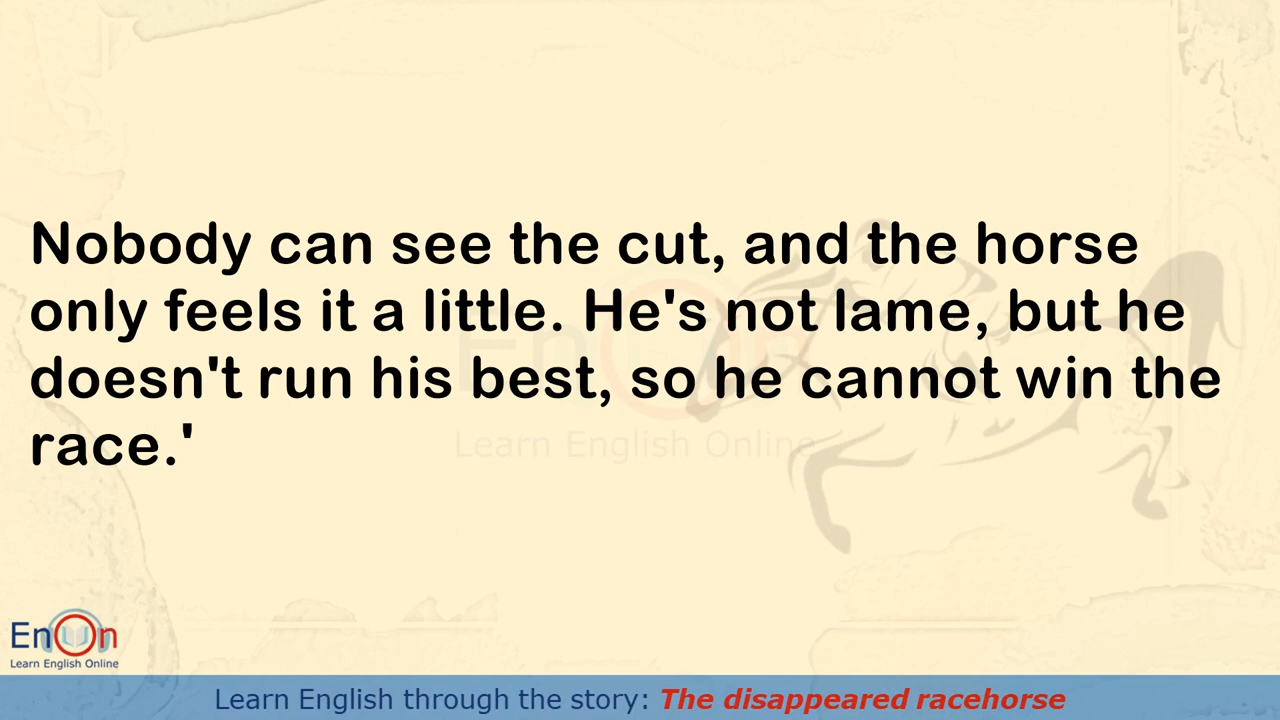 Nobody can see the cut, and the horse
only feels it a little. He's not lame, but he
doesn't run his best, so he cannot win the
race.'
EnOn
Learn English Online
EnOn
Learn English Online
Learn English through the story: The disappeared racehorse